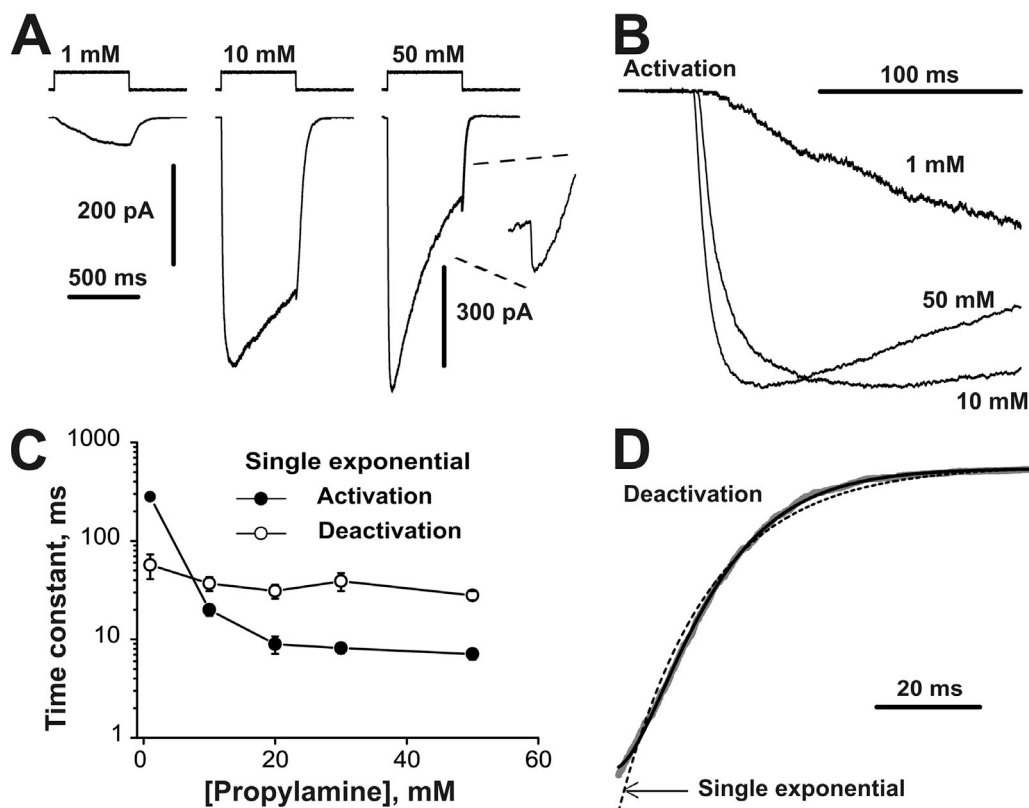 A
1 mM
10 mM
50 mM
200 pA
500 ms
300 pA
B
Activation
100 ms
1 mM
50 mM
10 mM
C
1000
100
10
1
Time constant, ms
Single exponential
Activation
Deactivation
0
20
40
60
[Propylamine], mM
D
Deactivation
20 ms
Single exponential